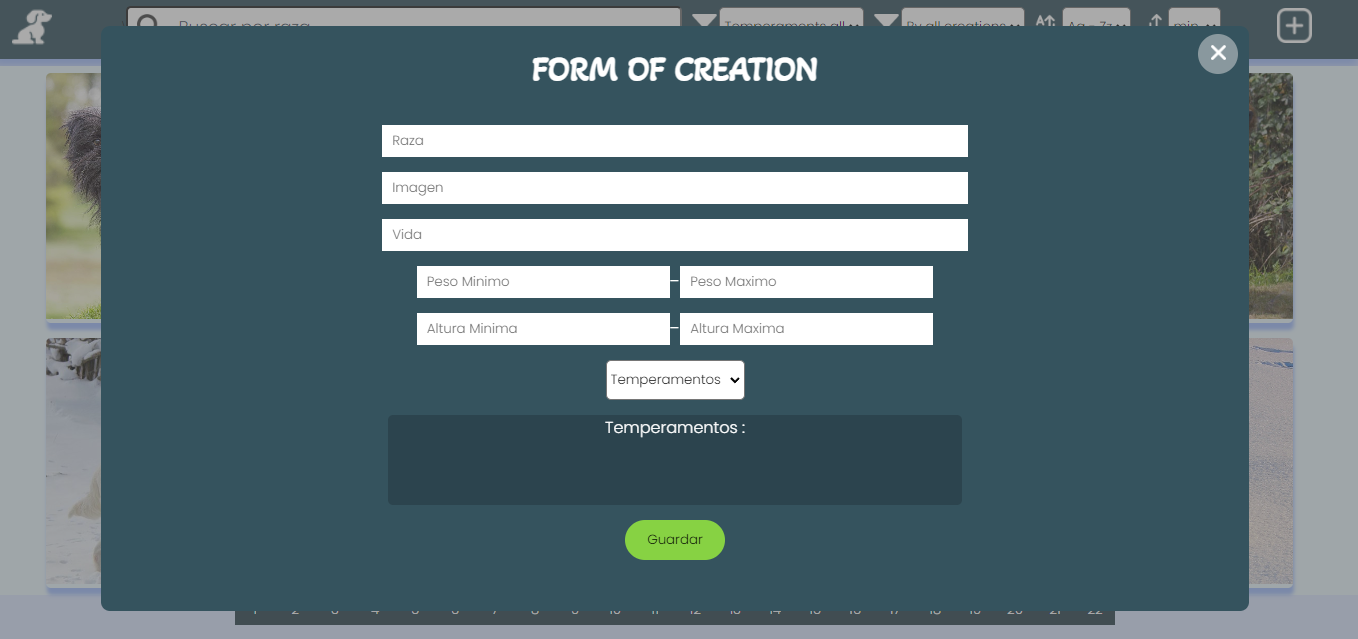 Buscar por raza
Temperaments all
By all creations
Aa - Zz
min
FORM OF CREATION
Raza
Imagen
Vida
Peso Minimo – Peso Maximo
Altura Minima – Altura Maxima
Temperamentos
Temperamentos :
Guardar
1 2 3 4 5 6 7 8 9 10 11 12 13 14 15 16 17 18 19 20 21 22